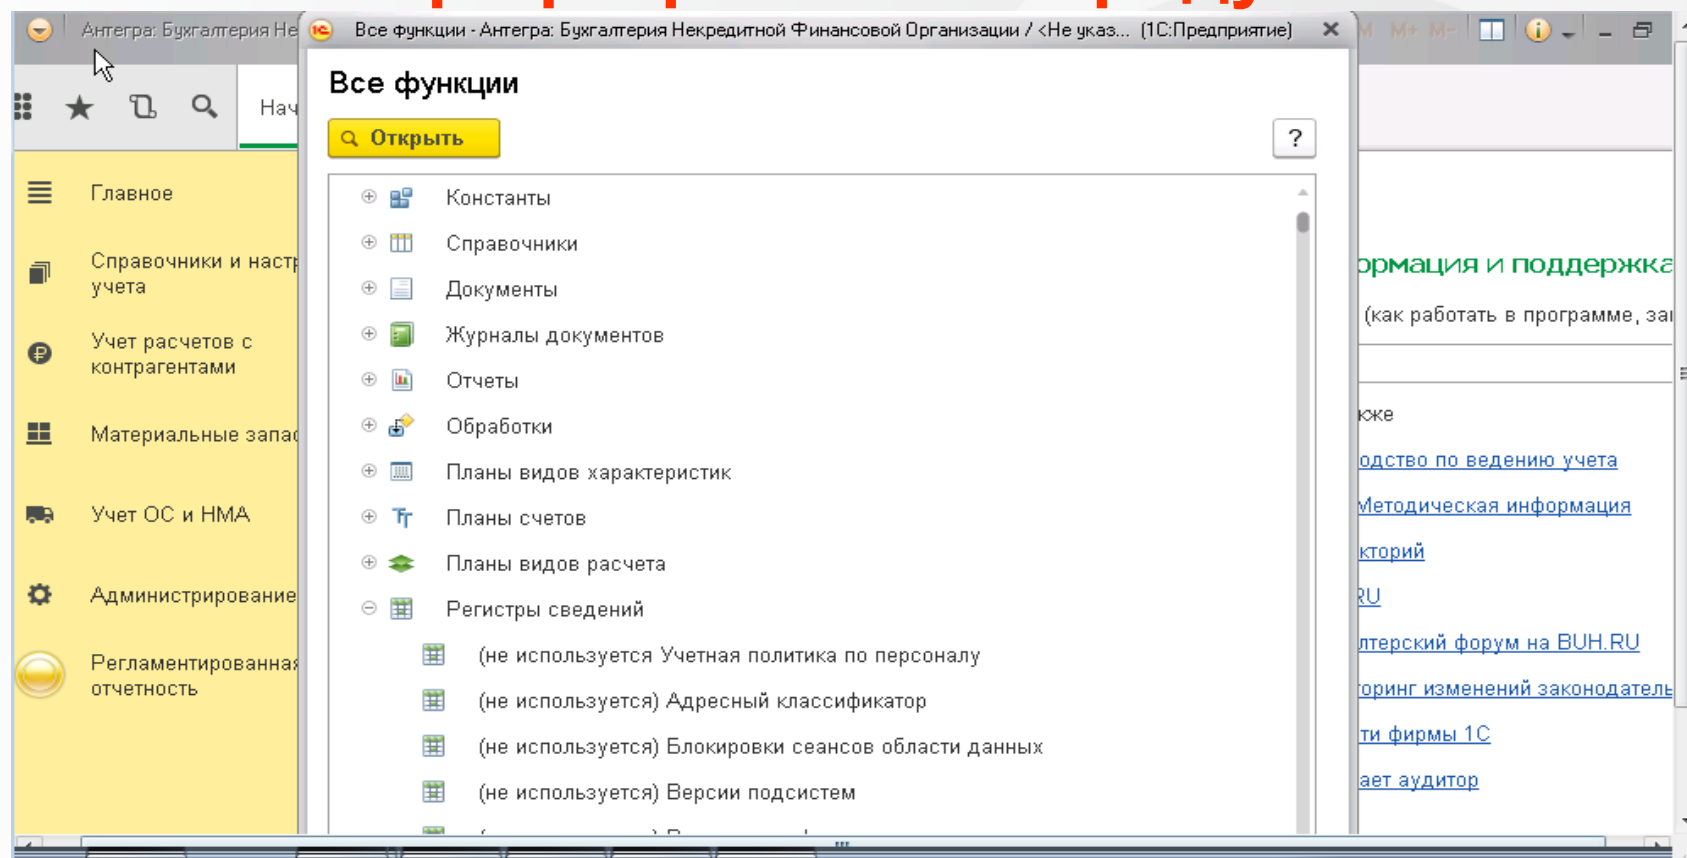 Антегра: Бухгалтерия Не
Все функции - Антегра: Бухгалтерия Некредитной Финансовой Организации / <Не указ... (1С:Предприятие)
M M+ M-
Все функции
Нач
Открыть
?
Главное
Справочники и настр
учета
Учет расчетов с
контрагентами
Материальные запас
Учет ОС и НМА
Администрирование
Регламентированная
отчетность
Константы
Справочники
Документы
Журналы документов
Отчеты
Обработки
Планы видов характеристик
Планы счетов
Планы видов расчета
Регистры сведений
(не используется Учетная политика по персоналу
(не используется) Адресный классификатор
(не используется) Блокировки сеансов области данных
(не используется) Версии подсистем
ормация и поддержка
(как работать в программе, за
кже
одство по ведению учета
Методическая информация
кторий
RU
лтерский форум на BUH.RU
оринг изменений законодатель
ти фирмы 1С
ает аудитор